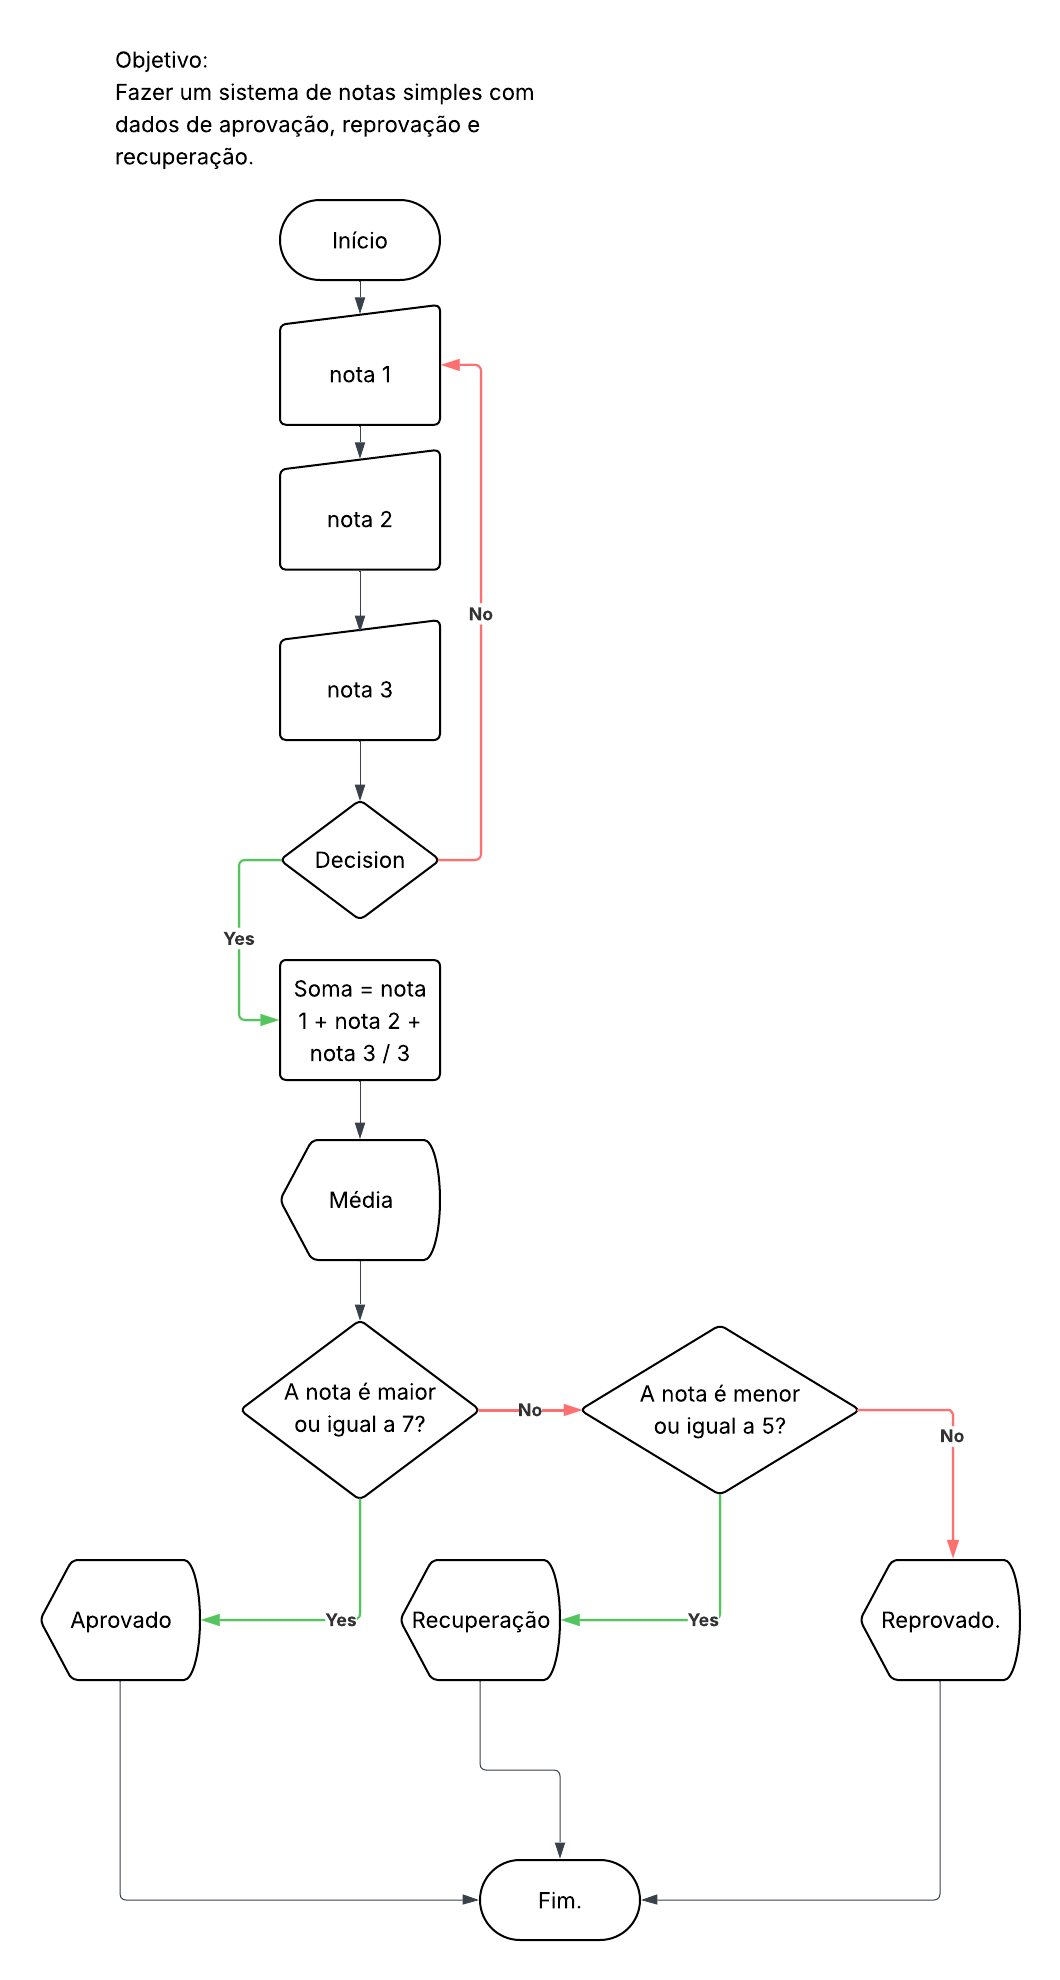 Objetivo:
Fazer um sistema de notas simples com
dados de aprovação, reprovação e
recuperação.
Início
nota 1
nota 2
No
nota 3
Decision
Yes
Soma = nota
1 + nota 2 +
nota 3 / 3
Média
A nota é maior
ou igual a 7?
No
A nota é menor
ou igual a 5?
No
Aprovado
Yes
Recuperação
Yes
Reprovado.
Fim.